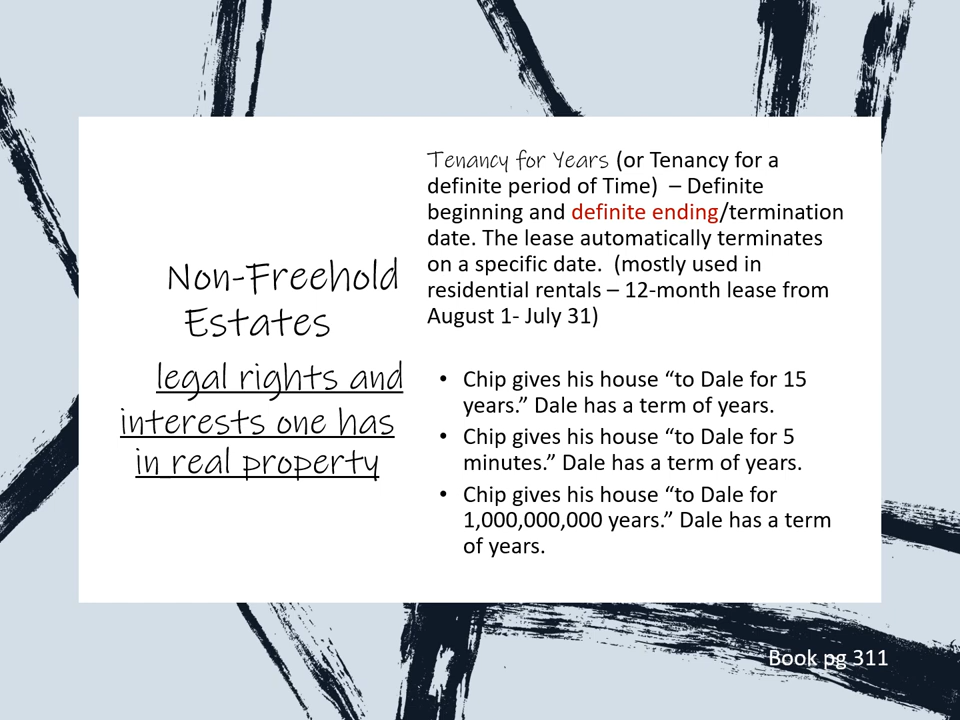 Non-Freehold
Estates
legal rights and
interests one has
in real property
Tenancy for Years (or Tenancy for a
definite period of Time)  – Definite
beginning and definite ending/termination
date. The lease automatically terminates
on a specific date.  (mostly used in
residential rentals – 12-month lease from
August 1- July 31)
• Chip gives his house “to Dale for 15
years.” Dale has a term of years.
• Chip gives his house “to Dale for 5
minutes.” Dale has a term of years.
• Chip gives his house “to Dale for
1,000,000,000 years.” Dale has a term
of years.
Book pg 311